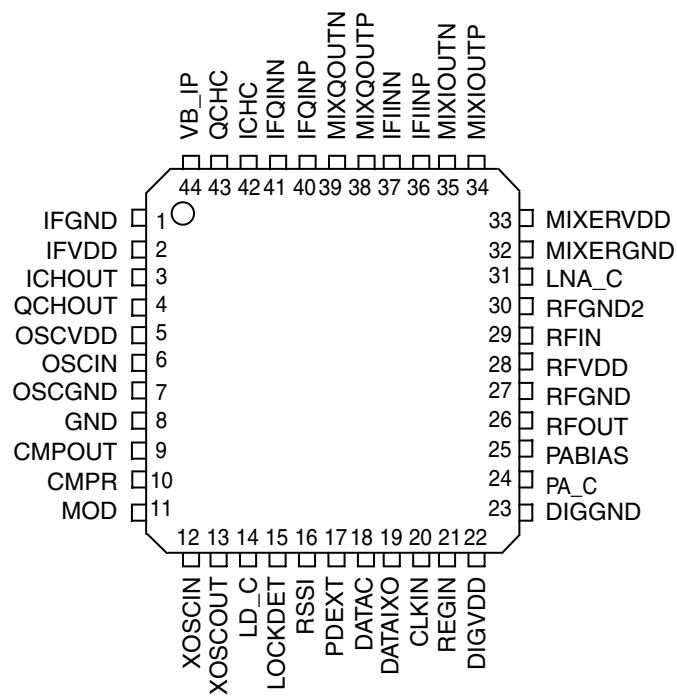 VB_IP
QCHC
ICHC
IFQINN
IFQINP
MIXQOUTN
MIXQOUTP
IFIINN
IFIINP
MIXIOUTN
MIXIOUTP
44 43 42 41 40 39 38 37 36 35 34
IFGND 1
IFVDD 2
ICHOUT 3
QCHOUT 4
OSCVDD 5
OSCIN 6
OSCGND 7
GND 8
CMPOUT 9
CMPR 10
MOD 11
33 MIXERVDD
32 MIXERGND
31 LNA_C
30 RFGND2
29 RFIN
28 RFVDD
27 RFGND
26 RFOUT
25 PABIAS
24 PA_C
23 DIGGND
12 13 14 15 16 17 18 19 20 21 22
XOSCIN
XOSCOUT
LD_C
LOCKDET
RSSI
PDEXT
DATAC
DATAIXO
CLKIN
REGIN
DIGVDD